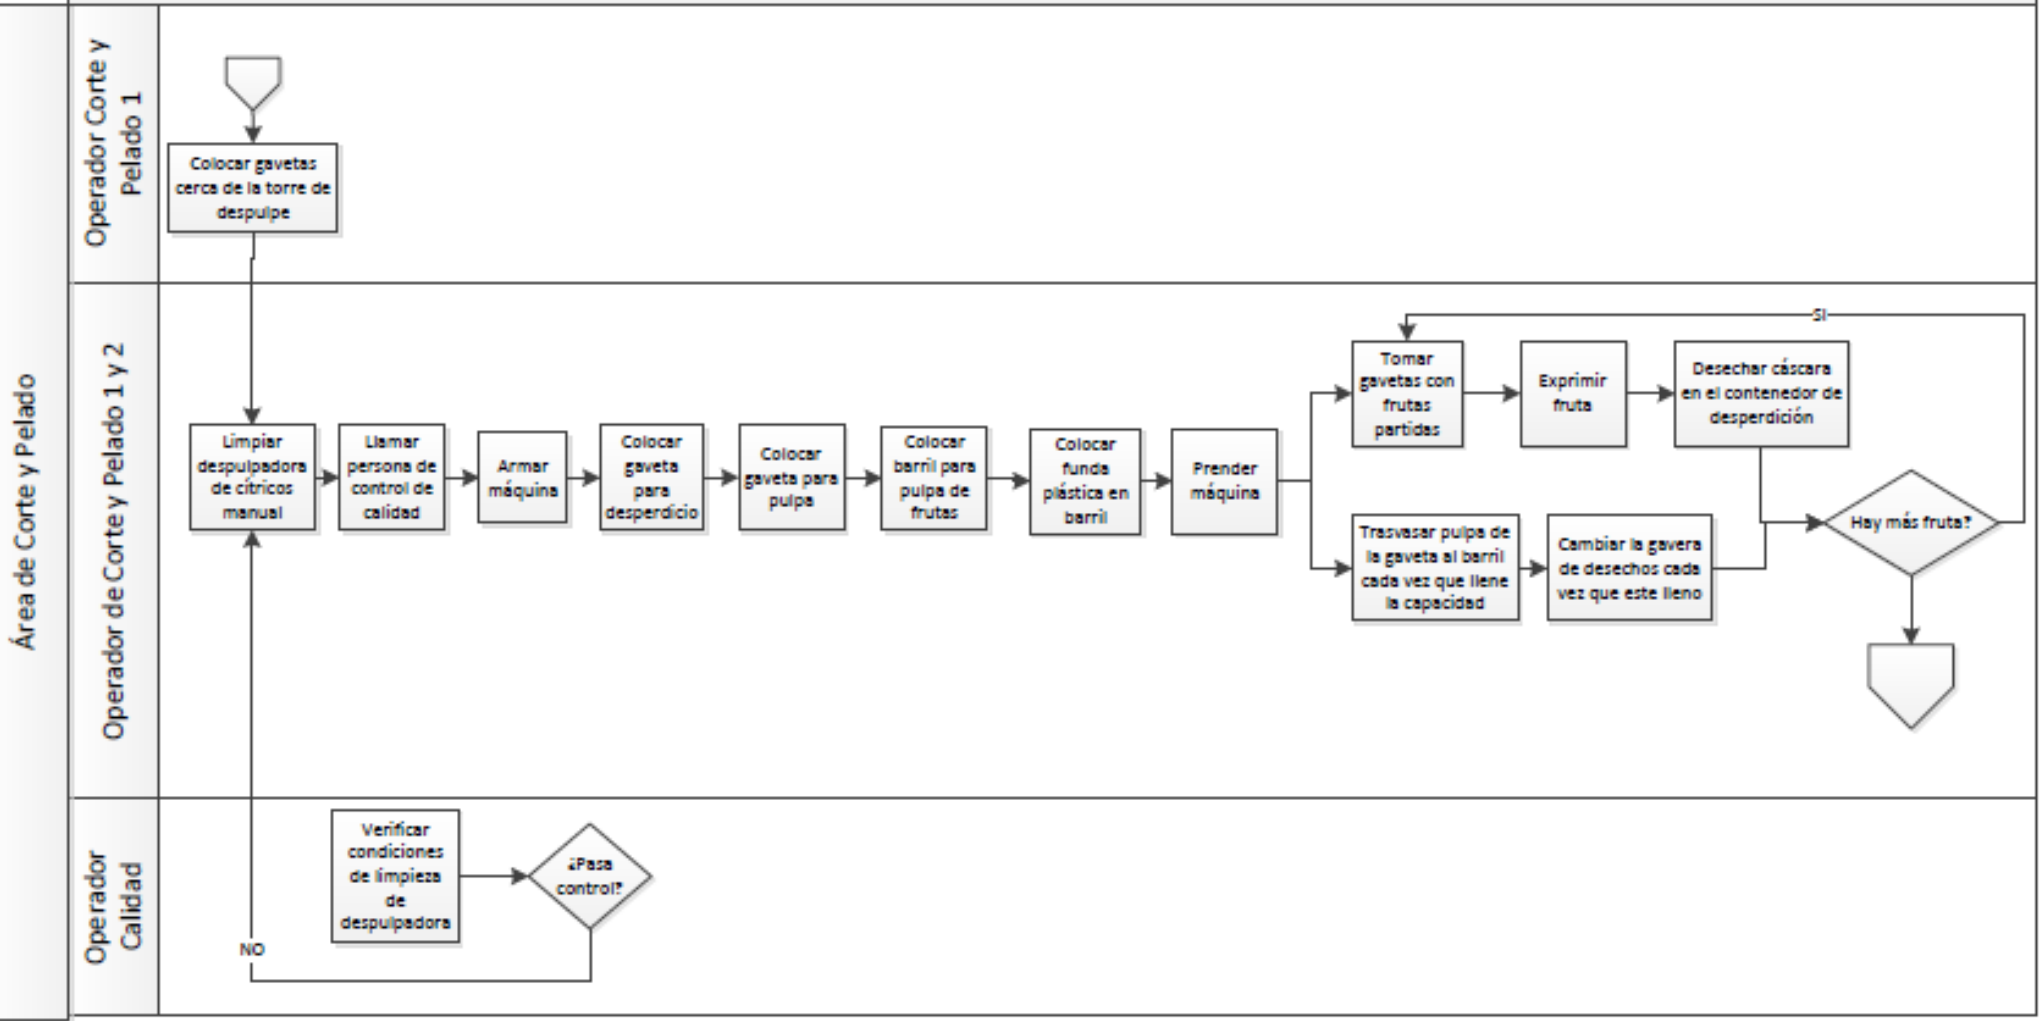 Área de Corte y Pelado
Operador Corte y
Pelado 1
Colocar gavetas
cerca de la torre de
despulpe
Operador de Corte y Pelado 1 y 2
Limpiar
despulpadora
de cítricos
manual
Llamar
persona de
control de
calidad
Armar
máquina
Colocar
gaveta
para
desperdicio
Colocar
gaveta para
pulpa
Colocar
barril para
pulpa de
frutas
Colocar
funda
plástica en
barril
Prender
máquina
Tomar
gavetas con
frutas
partidas
Exprimir
fruta
Desechar cáscara
en el contenedor de
desperdición
SI
Trasvasar pulpa de
la gaveta al barril
cada vez que llene
la capacidad
Cambiar la gavera
de desechos cada
vez que este lleno
Hay más fruta?
Operador
Calidad
Verificar
condiciones
de limpieza
de
despulpadora
¿Pasa
control?
NO